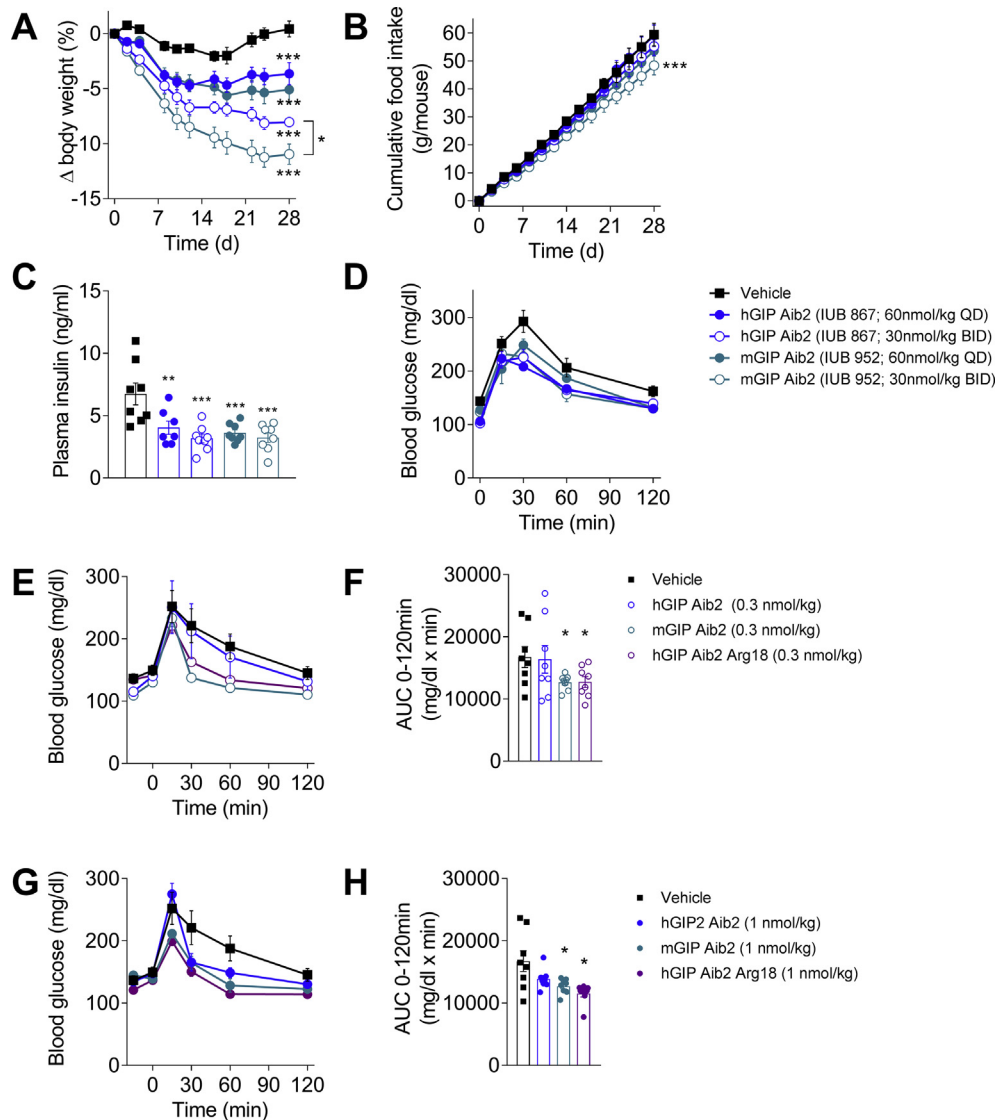 A
Δ body weight (%)
0
-5
-10
-15
***
***
***
*
***
0 7 14 21 28
Time (d)
B
Cumulative food intake
(g/mouse)
60
50
40
30
20
10
0
***
0 7 14 21 28
Time (d)
C
Plasma insulin (ng/ml)
15
10
5
0
** *** *** ***
D
Blood glucose (mg/dl)
300
200
100
0
0 30 60 90 120
Time (min)
Vehicle
hGIP Aib2 (IUB 867; 60nmol/kg QD)
hGIP Aib2 (IUB 867; 30nmol/kg BID)
mGIP Aib2 (IUB 952; 60nmol/kg QD)
mGIP Aib2 (IUB 952; 30nmol/kg BID)
E
Blood glucose (mg/dl)
300
200
100
0
0 30 60 90 120
Time (min)
F
AUC 0-120min
(mg/dl x min)
30000
20000
10000
0
* *
Vehicle
hGIP Aib2 (0.3 nmol/kg)
mGIP Aib2 (0.3 nmol/kg)
hGIP Aib2 Arg18 (0.3 nmol/kg)
G
Blood glucose (mg/dl)
300
200
100
0
0 30 60 90 120
Time (min)
H
AUC 0-120min
(mg/dl x min)
30000
20000
10000
0
* *
Vehicle
hGIP2 Aib2 (1 nmol/kg)
mGIP Aib2 (1 nmol/kg)
hGIP Aib2 Arg18 (1 nmol/kg)